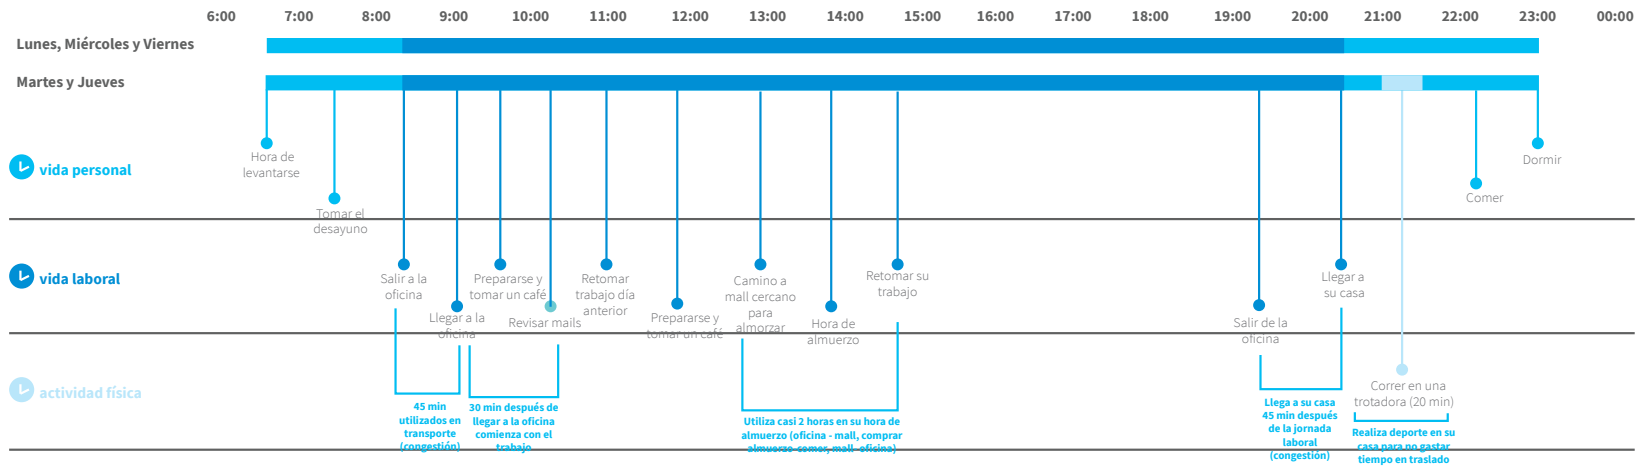 6:00 7:00 8:00 9:00 10:00 11:00 12:00 13:00 14:00 15:00 16:00 17:00 18:00 19:00 20:00 21:00 22:00 23:00 00:00
Lunes, Miércoles y Viernes
Martes y Jueves
vida personal
Hora de
levantarse
Tomar el
desayuno
Comer
Dormir
vida laboral
Salir a la
oficina
Llegar a la
oficina
Prepararse y
tomar un café
Revisar mails
Retomar
trabajo día
anterior
Prepararse y
tomar un café
Camino a
mall cercano
para
almorzar
Hora de
almuerzo
Retomar su
trabajo
Salir de la
oficina
Llegar a
su casa
actividad física
Correr en una
trotadora (20 min)
45 min
utilizados en
transporte
(congestión)
30 min después de
llegar a la oficina
comienza con el
trabajo
Utiliza casi 2 horas en su hora de
almuerzo (oficina - mall, comprar
almuerzo-comer, mall- oficina)
Llega a su casa
45 min después
de la jornada
laboral
(congestión)
Realiza deporte en su
casa para no gastar
tiempo en traslado